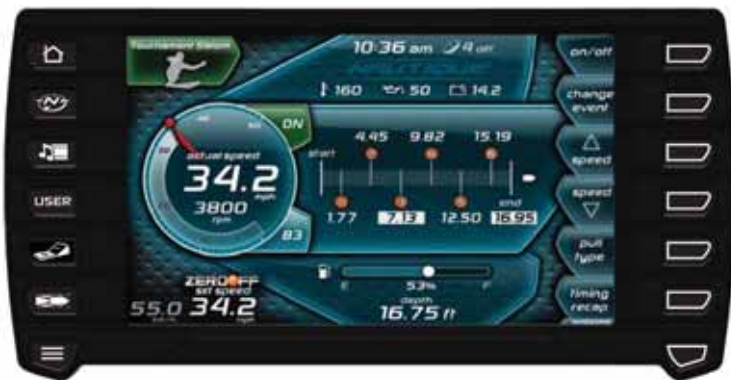 Tournament Slalom
10:36 am 4 off
NAUTIQUE
160 50 14.2
on/off
change event
speed
speed
pull type
timing recap
USER
ON
actual speed
34.2 mph
3800 rpm
B3
4.45 9.82 15.19
start
end
1.77 7.13 12.50 16.95
ZEROOFF
set speed
55.0 34.2 mph
E 53% F
depth
16.75 ft